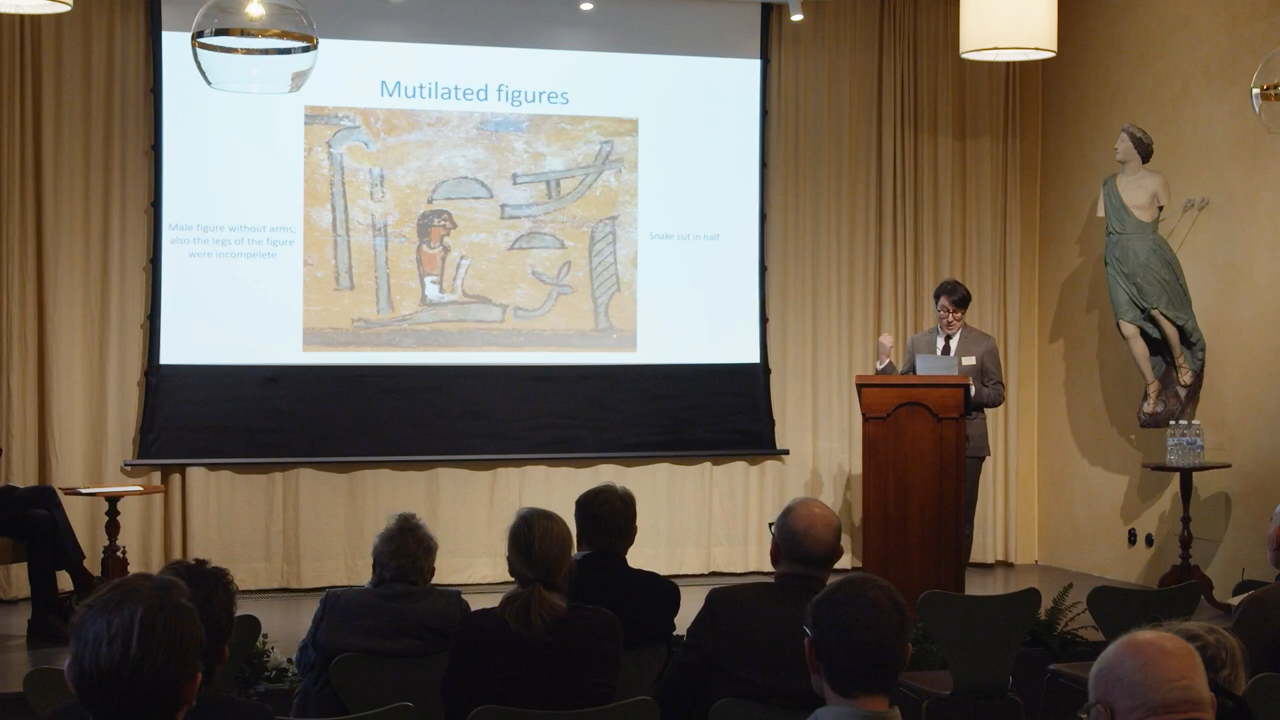 Mutilated figures
Male figure without arms;
also the legs of the figure
were incompelete
Snake cut in half